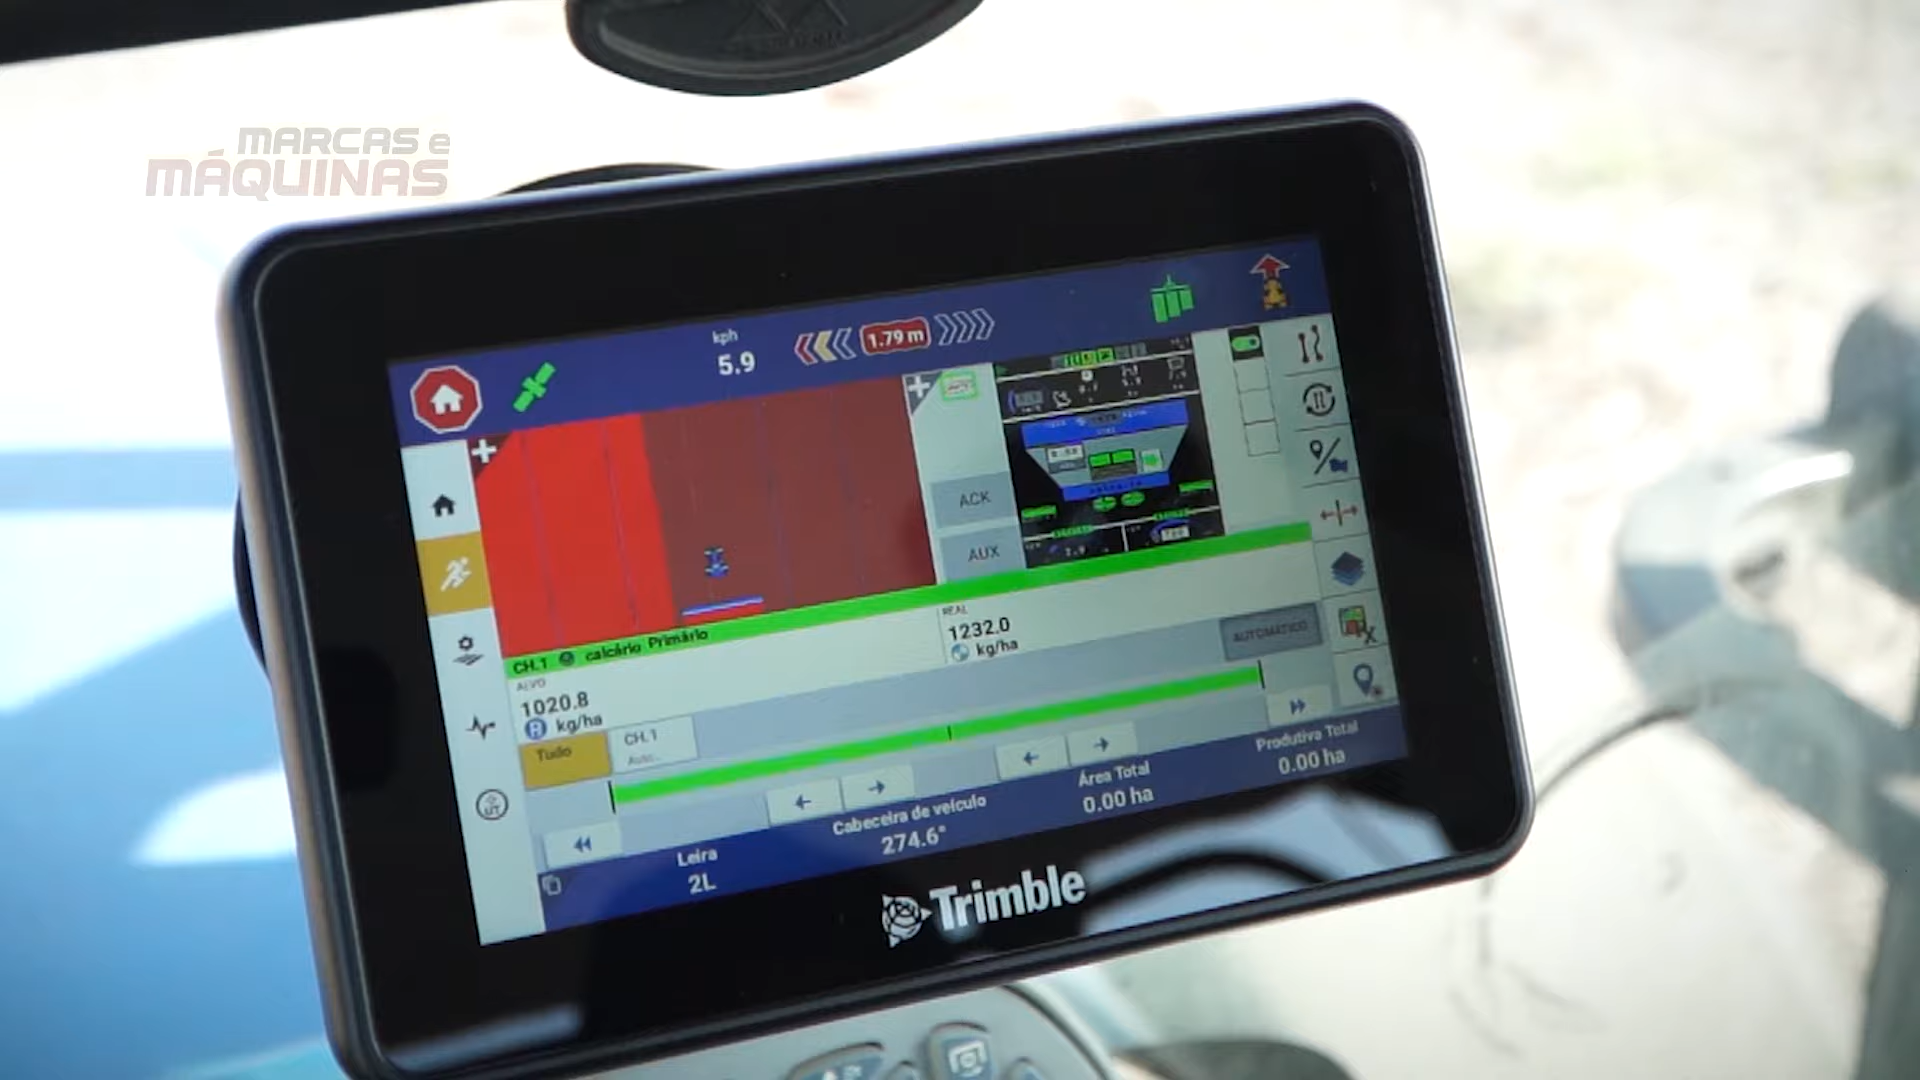 MARCAS e
MÁQUINAS
kph
5.9
1.79 m
ACK
AUX
CH.1 calcário Primário
ALVO
1020.8
kg/ha
REAL
1232.0
kg/ha
AUTOMÁTICO
Tudo
CH.1
Auto...
UT
Leira
2L
Cabeceira de veículo
274.6°
Área Total
0.00 ha
Produtiva Total
0.00 ha
Trimble